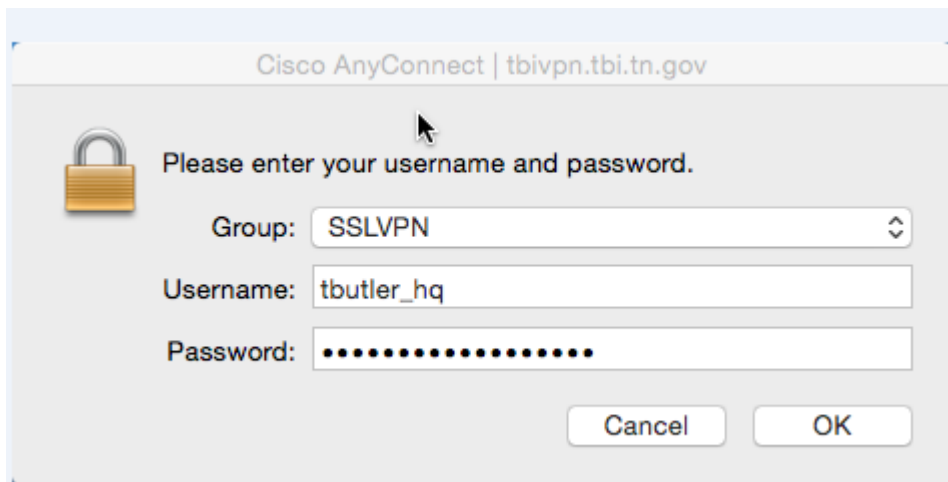 Cisco AnyConnect | tbivpn.tbi.tn.gov
Please enter your username and password.
Group: SSLVPN
Username: tbutler_hq
Password: ••••••••••••••••••
Cancel OK